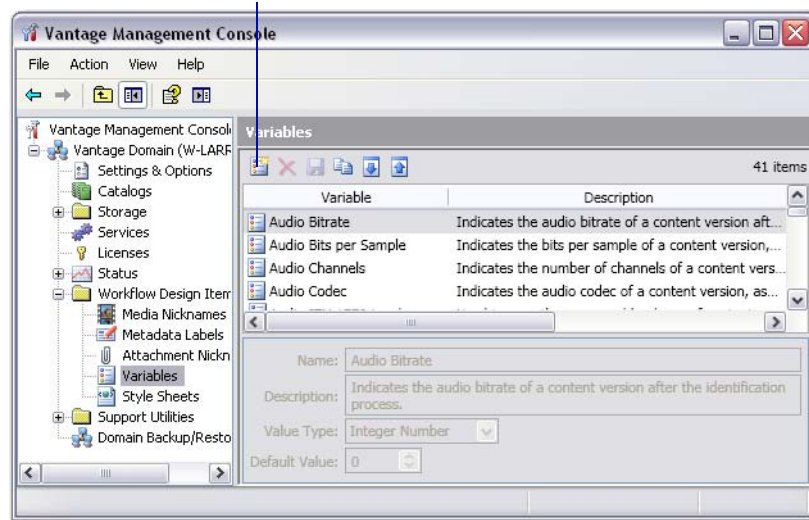 Vantage Management Console
File Action View Help
Vantage Management Consol
Vantage Domain (W-LARR
Settings & Options
Catalogs
Storage
Services
Licenses
Status
Workflow Design Item
Media Nicknames
Metadata Labels
Attachment Nickn
Variables
Style Sheets
Support Utilities
Domain Backup/Resto
Variables
41 items
Variable Description
Audio Bitrate Indicates the audio bitrate of a content version aft...
Audio Bits per Sample Indicates the bits per sample of a content version,...
Audio Channels Indicates the number of channels of a content vers...
Audio Codec Indicates the audio codec of a content version, as...
Name: Audio Bitrate
Description: Indicates the audio bitrate of a content version after the identification
process.
Value Type: Integer Number
Default Value: 0